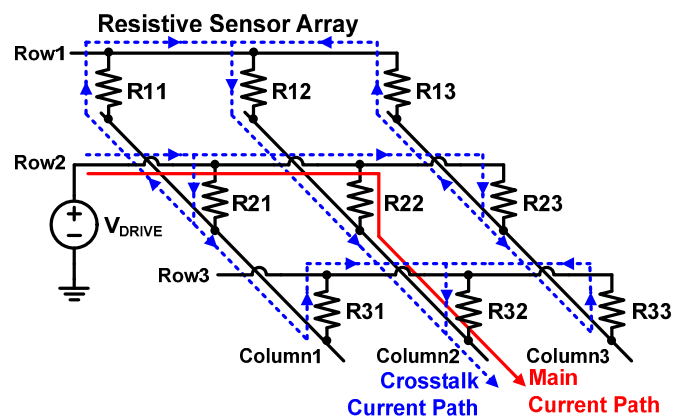 Resistive Sensor Array
Row1
R11
R12
R13
Row2
R21
R22
R23
+
-
VDRIVE
Row3
R31
R32
R33
Column1
Column2
Column3
Crosstalk
Current Path
Main
Current Path